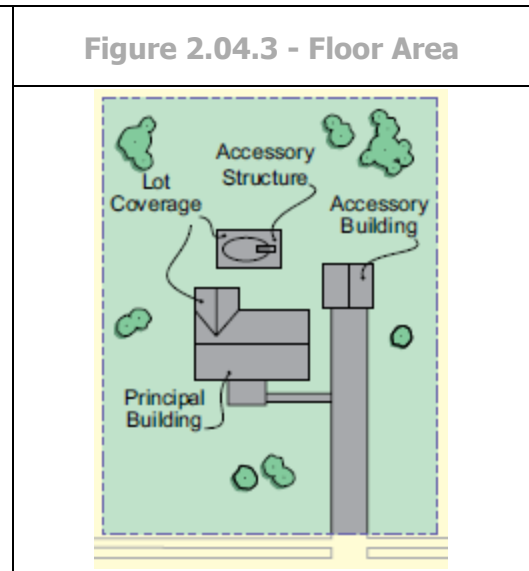 Figure 2.04.3 - Floor Area
Accessory
Structure
Lot
Coverage
Accessory
Building
Principal
Building